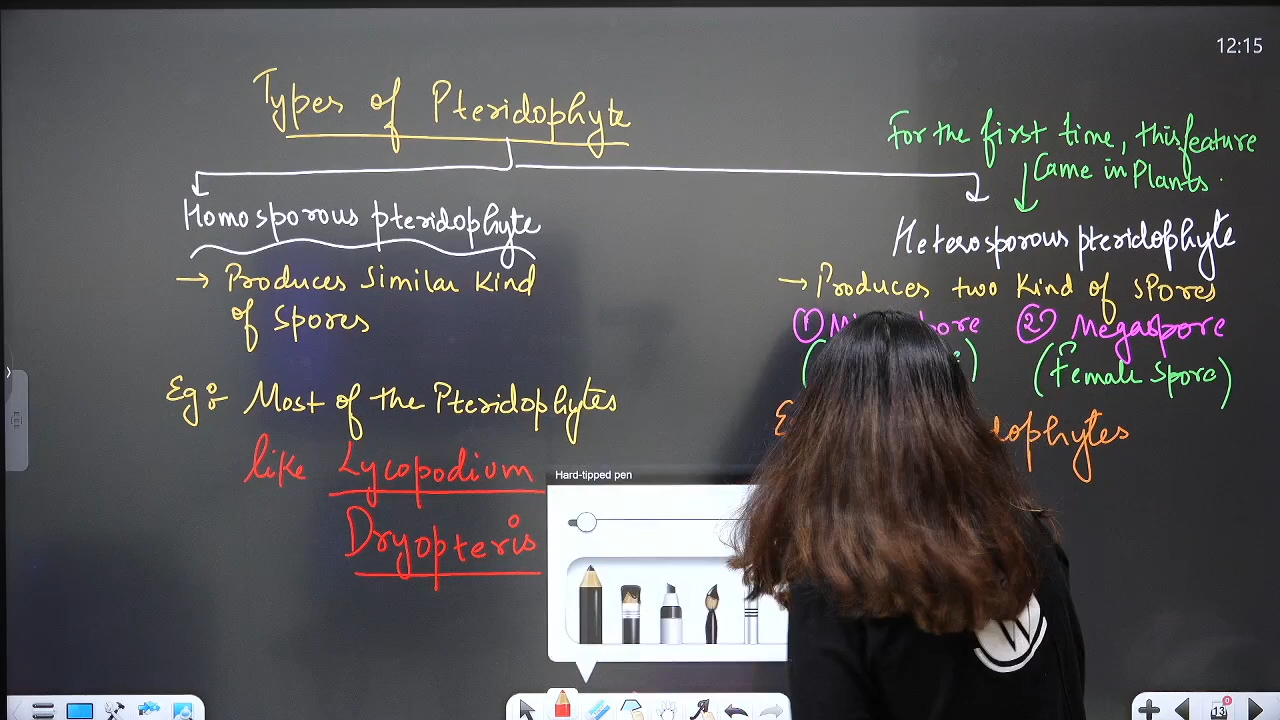 12:15
Types of Pteridophyte
For the first time, this feature
Came in Plants.
Homosporous pteridophyte
Heterosporous pteridophyte
→ Produces Similar Kind
of Spores
→ Produces two Kind of Spores
① ② Megaspore
(Female Spore)
Eg:- Most of the Pteridophytes
like Lycopodium
Dryopteris
Hard-tipped pen
13